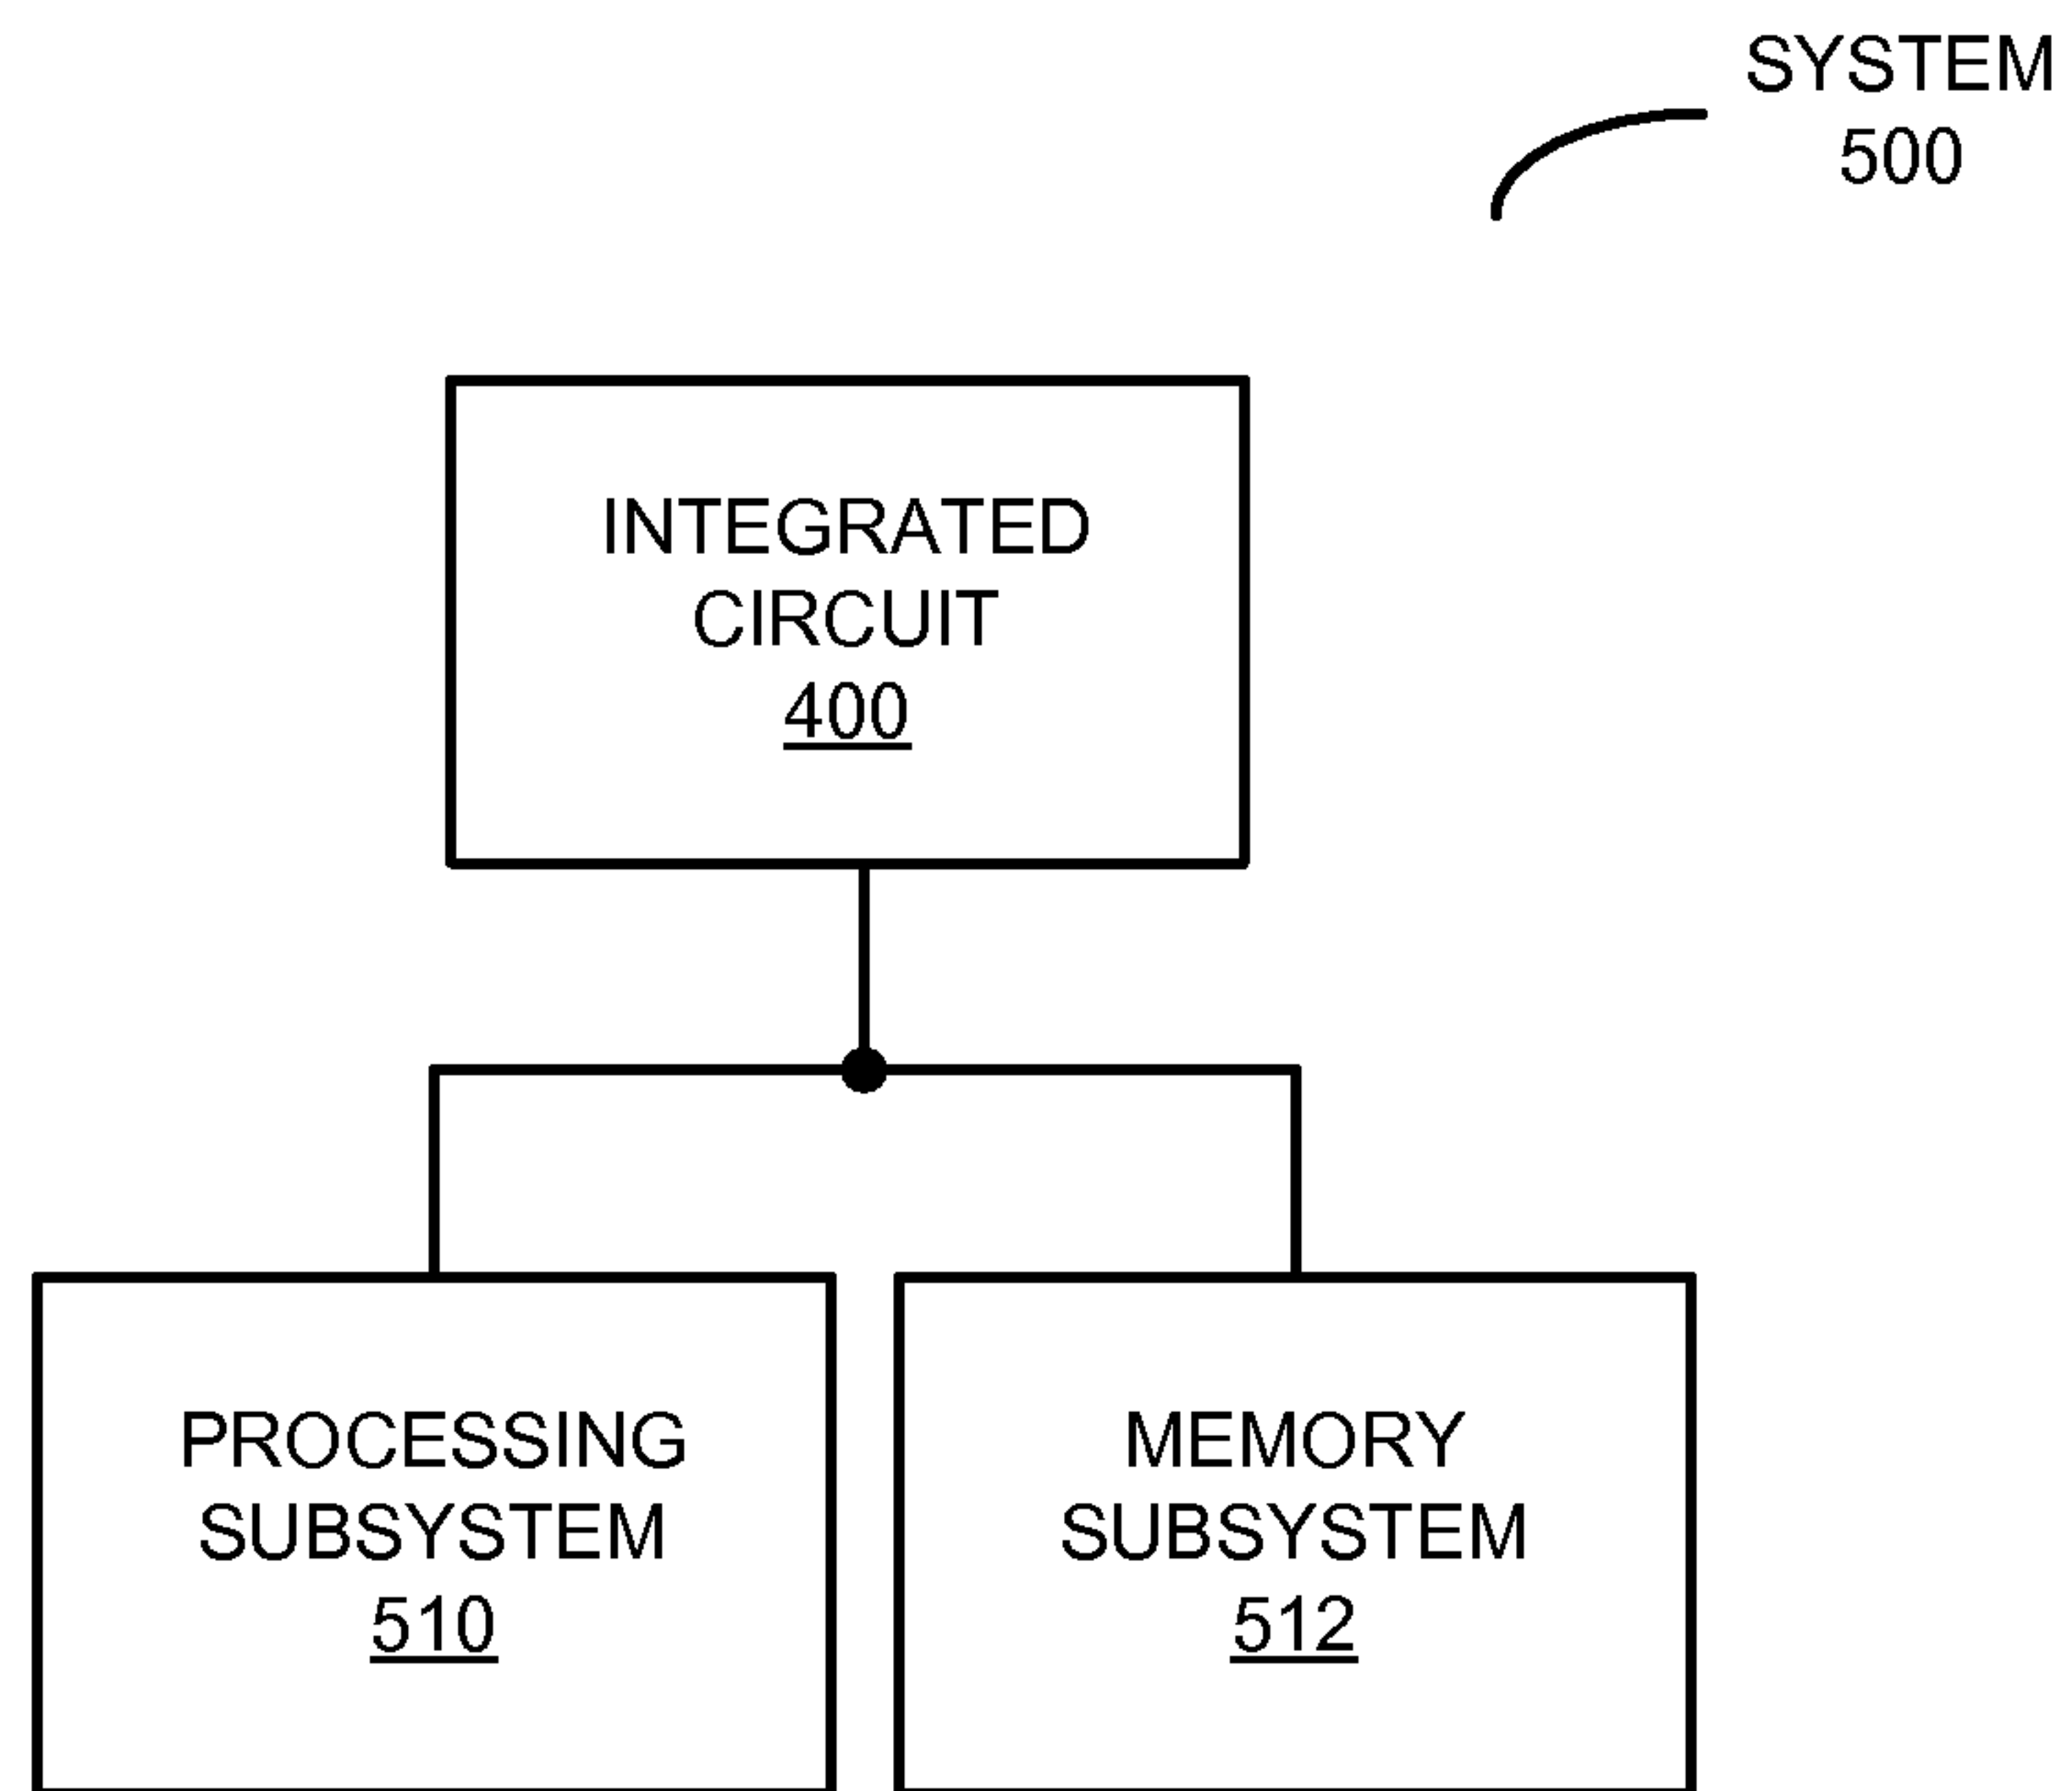 SYSTEM
500
INTEGRATED
CIRCUIT
400
PROCESSING
SUBSYSTEM
510
MEMORY
SUBSYSTEM
512